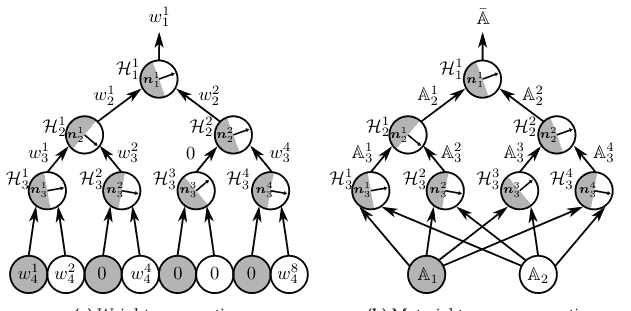 w_1^1
Ā
H_1^1 n_1^1
H_1^1 n_1^1
w_2^1 w_2^2
𝔸_2^1 𝔸_2^2
H_2^1 n_2^1 H_2^2 n_2^2
H_2^1 n_2^1 H_2^2 n_2^2
w_3^1 w_3^2 0 w_3^4
𝔸_3^1 𝔸_3^2 𝔸_3^3 𝔸_3^4
H_3^1 n_3^1 H_3^2 n_3^2 H_3^3 n_3^3 H_3^4 n_3^4
H_3^1 n_3^1 H_3^2 n_3^2 H_3^3 n_3^3 H_3^4 n_3^4
w_4^1 w_4^2 0 w_4^4 0 0 0 w_4^8
𝔸_1 𝔸_2